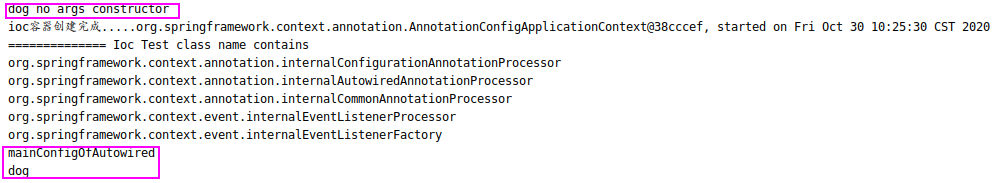 dog no args constructor
ioc容器创建完成.....org.springframework.context.annotation.AnnotationConfigApplicationContext@38cccef, started on Fri Oct 30 10:25:30 CST 2020
============== Ioc Test class name contains
org.springframework.context.annotation.internalConfigurationAnnotationProcessor
org.springframework.context.annotation.internalAutowiredAnnotationProcessor
org.springframework.context.annotation.internalCommonAnnotationProcessor
org.springframework.context.event.internalEventListenerProcessor
org.springframework.context.event.internalEventListenerFactory
mainConfigOfAutowired
dog